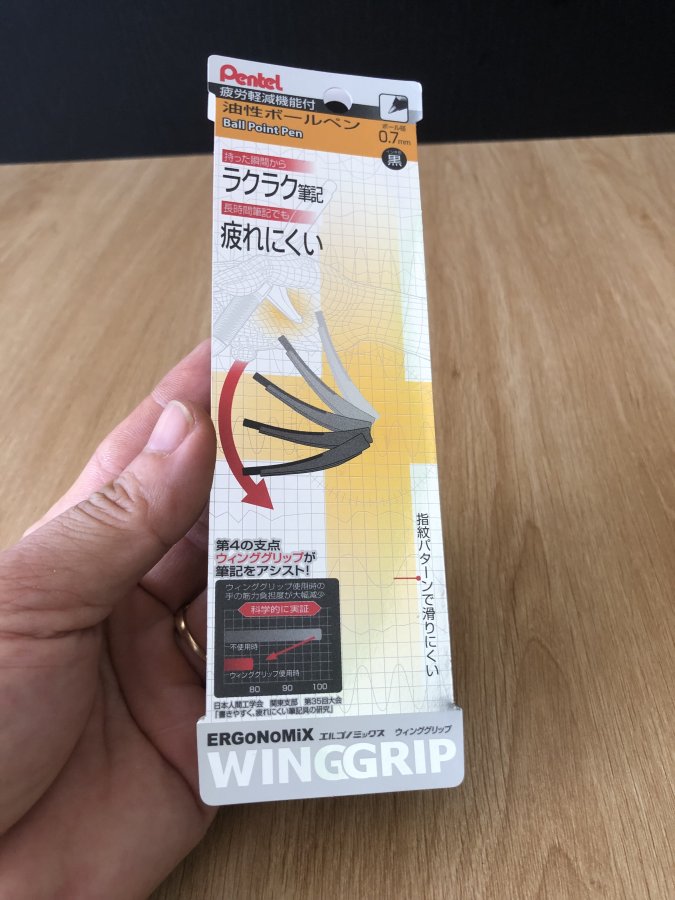 Pentel
疲労軽減機能付
油性ボールペン
Ball Point Pen
ボール径
0.7mm
インキ色
黒
持った瞬間から
ラクラク筆記
長時間筆記でも
疲れにくい
指紋パターンで滑りにくい
第4の支点
ウィンググリップが
筆記をアシスト!
ウィンググリップ使用時の
手の筋力負担度が大幅減少
科学的に実証
不使用時
ウィンググリップ使用時
80 90 100
日本人間工学会 関東支部 第35回大会
「書きやすく、疲れにくい筆記具の研究」
ERGoNoMiX エルゴノミックス ウィンググリップ
WINGGRIP